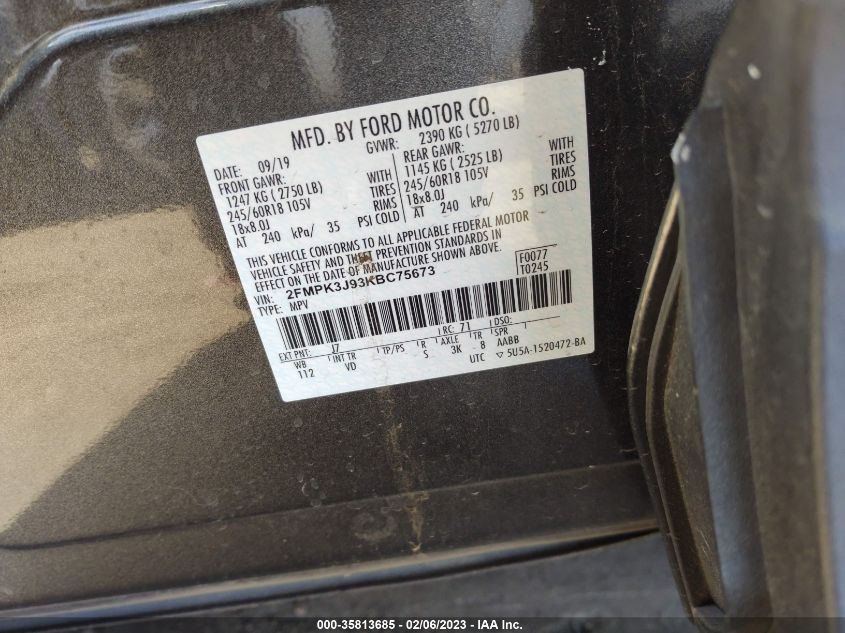 MFD. BY FORD MOTOR CO.
DATE: 09/19 GVWR: 2390 KG ( 5270 LB)
FRONT GAWR: WITH REAR GAWR: WITH
1247 KG ( 2750 LB) TIRES 1145 KG ( 2525 LB) TIRES
245/60R18 105V RIMS 245/60R18 105V RIMS
18x8.0J 18x8.0J
AT 240 kPa/ 35 PSI COLD AT 240 kPa/ 35 PSI COLD
THIS VEHICLE CONFORMS TO ALL APPLICABLE FEDERAL MOTOR
VEHICLE SAFETY AND THEFT PREVENTION STANDARDS IN
EFFECT ON THE DATE OF MANUFACTURE SHOWN ABOVE.
VIN: 2FMPK3J93KBC75673 F0077
TYPE: MPV T0245
EXT PNT: J7 RC: 71 DSO:
WB INT TR TP/PS R AXLE TR SPR
112 VD S 3K 8 AABB
UTC ▽ 5U5A-1520472-BA
000-35813685 - 02/06/2023 - IAA Inc.